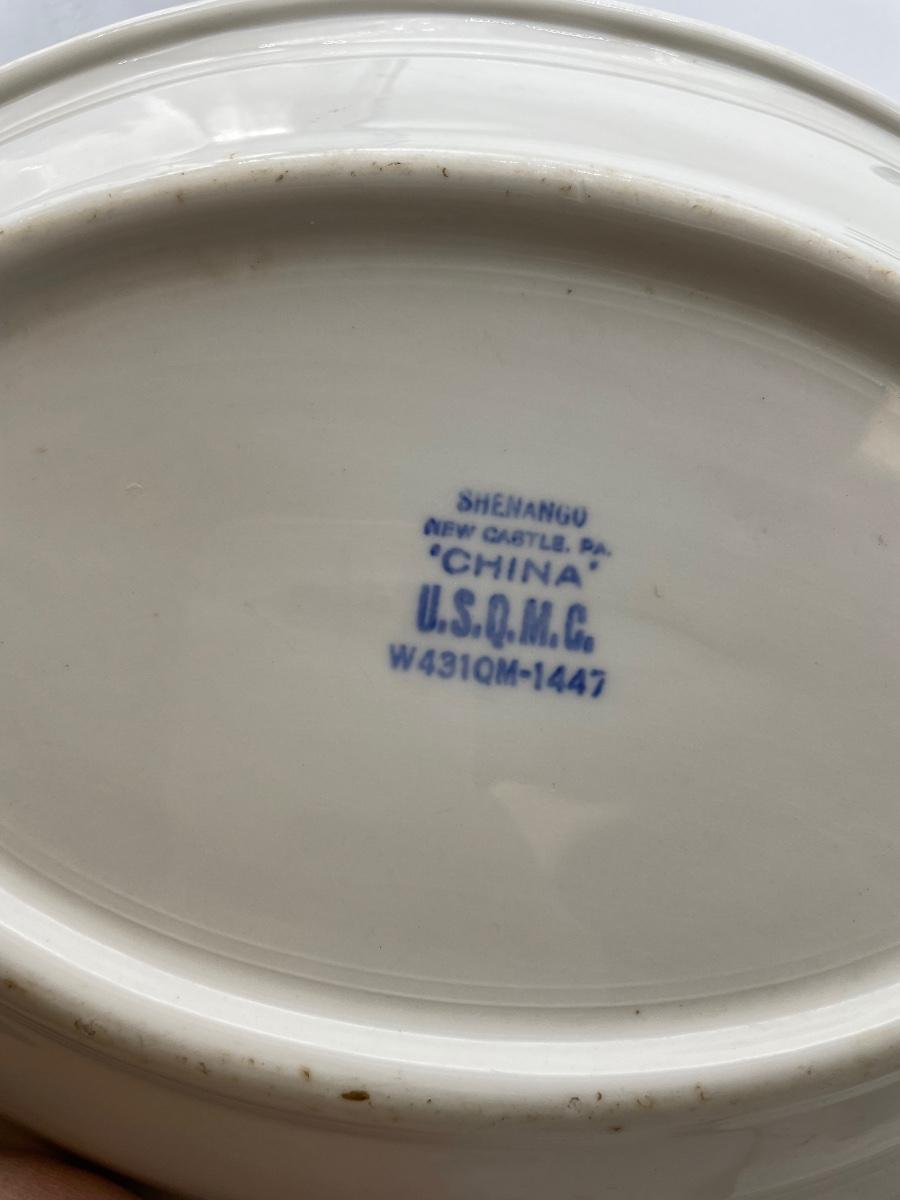 SHENANGO
NEW CASTLE, PA.
"CHINA"
U.S.Q.M.C.
W431QM-1447